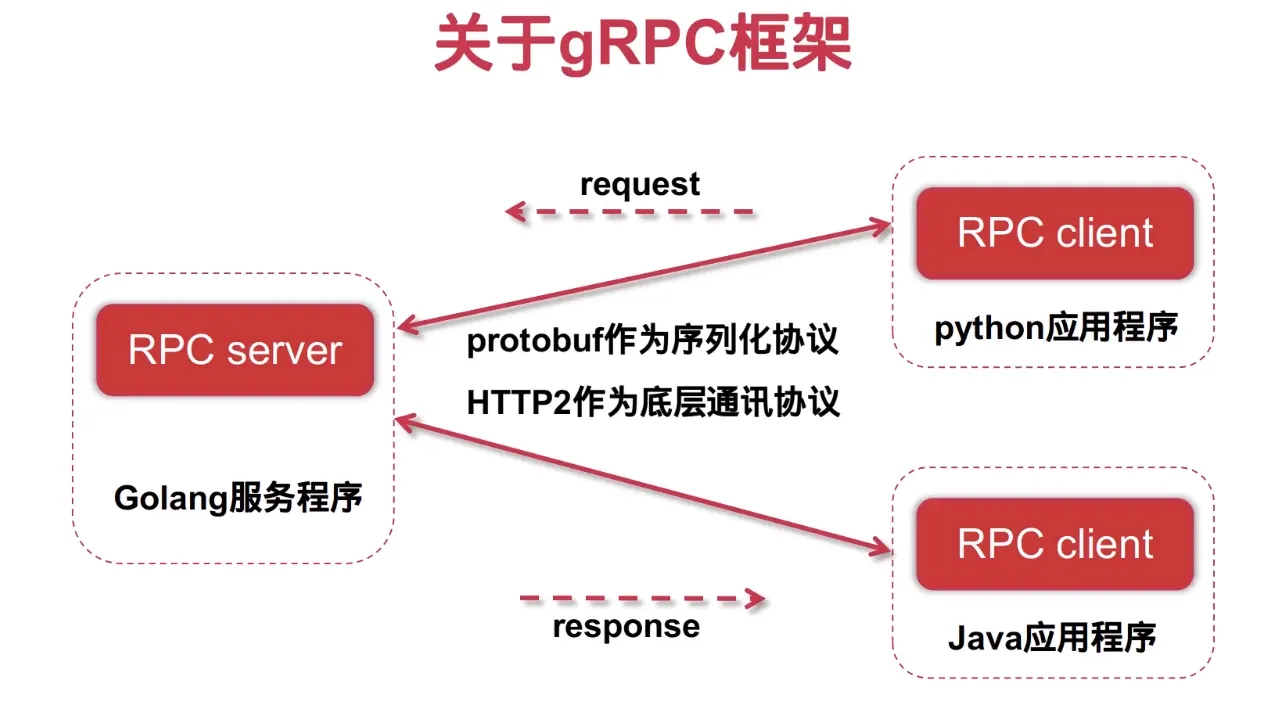 关于gRPC框架
request
RPC client
python应用程序
RPC server
Golang服务程序
protobuf作为序列化协议
HTTP2作为底层通讯协议
RPC client
Java应用程序
response